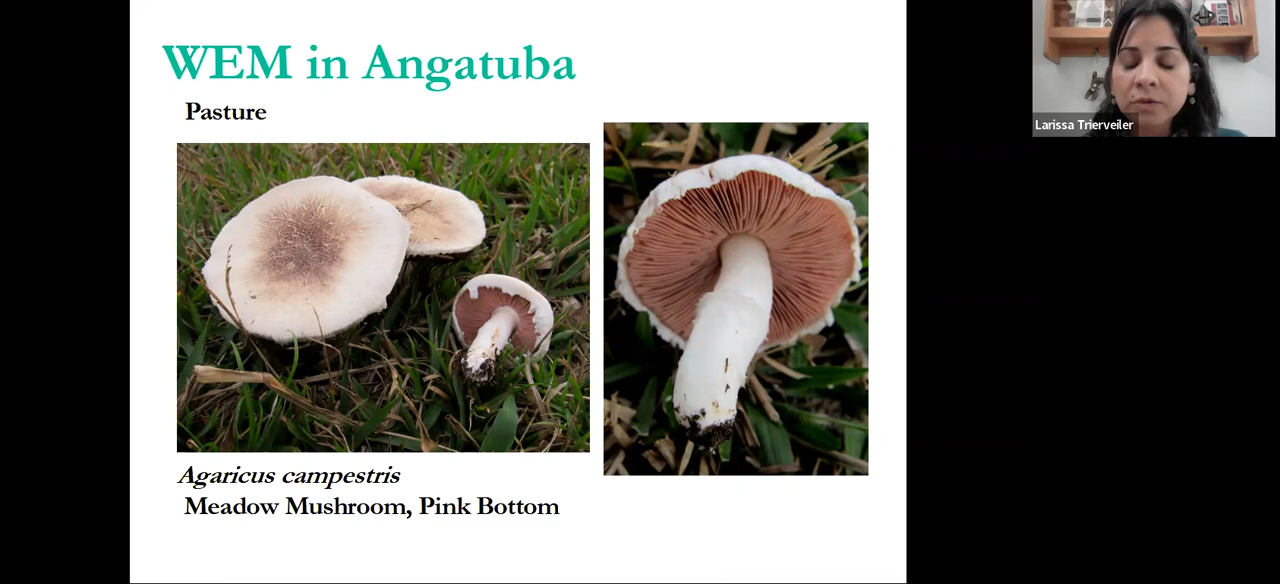 WEM in Angatuba
Pasture
Agaricus campestris
Meadow Mushroom, Pink Bottom
Larissa Trierveiler